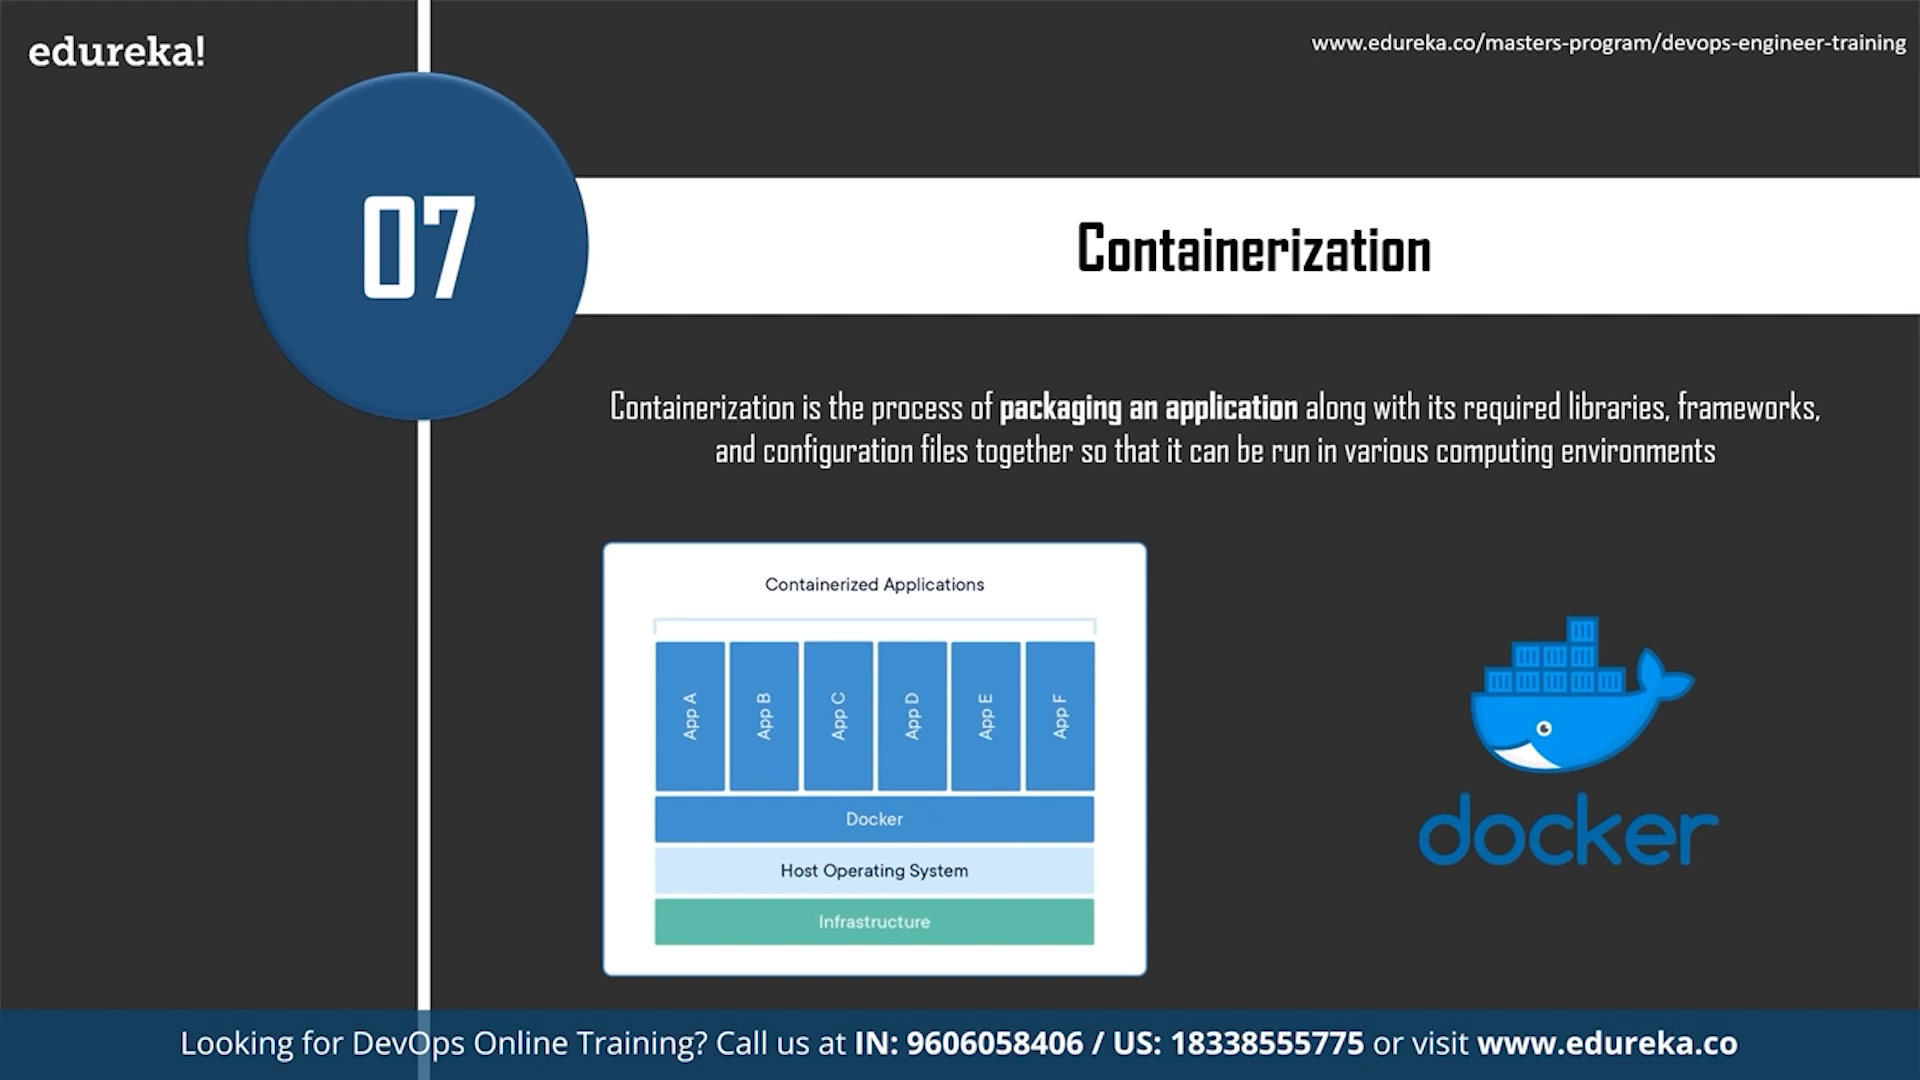 edureka!
www.edureka.co/masters-program/devops-engineer-training
07
Containerization
Containerization is the process of packaging an application along with its required libraries, frameworks,
and configuration files together so that it can be run in various computing environments
Containerized Applications
App A
App B
App C
App D
App E
App F
Docker
Host Operating System
Infrastructure
docker
Looking for DevOps Online Training? Call us at IN: 9606058406 / US: 18338555775 or visit www.edureka.co